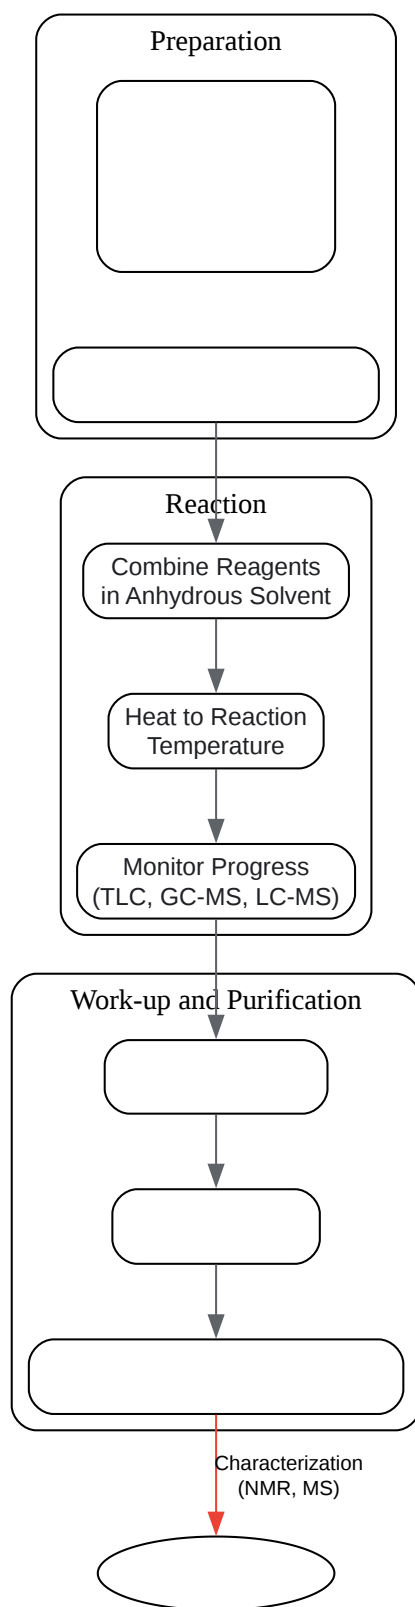 Preparation
Reaction
Combine Reagents
in Anhydrous Solvent
Heat to Reaction
Temperature
Monitor Progress
(TLC, GC-MS, LC-MS)
Work-up and Purification
Characterization
(NMR, MS)